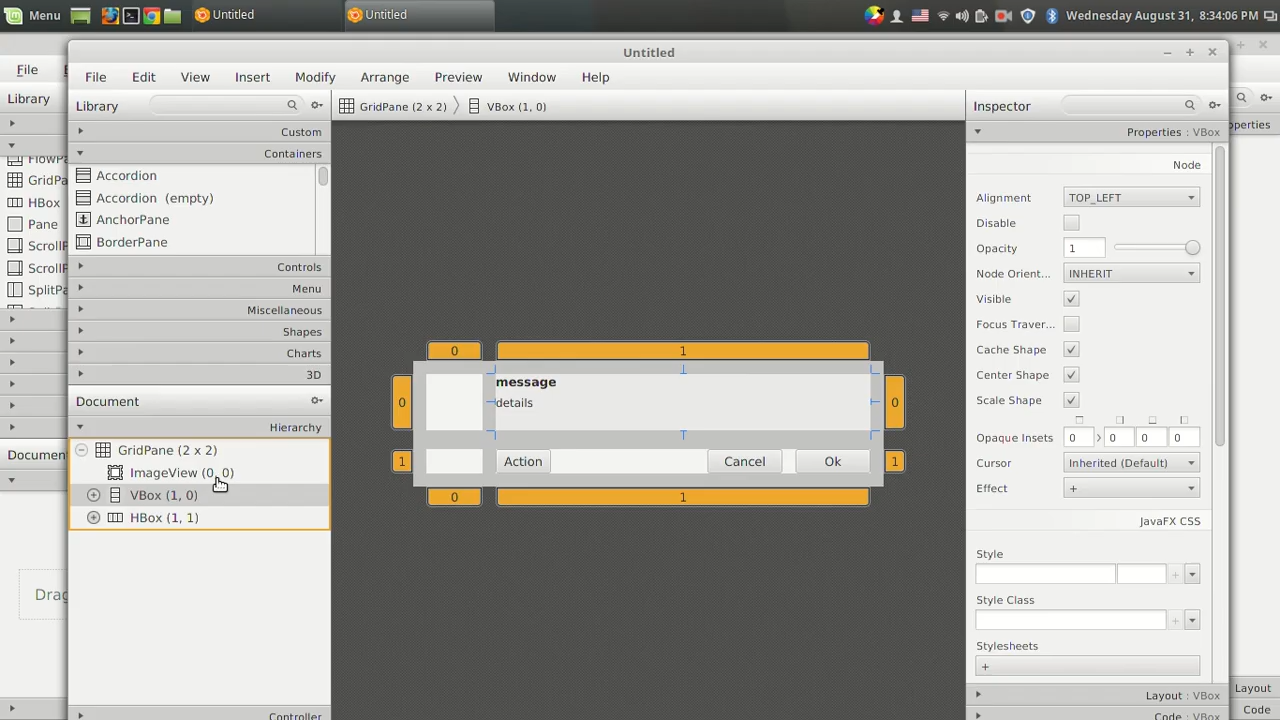 Menu
Untitled
Untitled
Wednesday August 31, 8:34:06 PM
Untitled
File
File Edit View Insert Modify Arrange Preview Window Help
Library
Library
GridPane (2 x 2)
VBox (1, 0)
Inspector
Custom
Properties : VBox
Containers
Node
Accordion
Accordion (empty)
AnchorPane
BorderPane
GridPa
HBox
Pane
ScrollP
ScrollP
SplitPa
Controls
Menu
Miscellaneous
Shapes
Charts
3D
Document
Hierarchy
GridPane (2 x 2)
ImageView (0, 0)
VBox (1, 0)
HBox (1, 1)
Controller
Documen
Drag
0 1
message
details
0 0
Action Cancel Ok
1 1
0 1
Alignment TOP_LEFT
Disable
Opacity 1
Node Orient... INHERIT
Visible
Focus Traver...
Cache Shape
Center Shape
Scale Shape
Opaque Insets 0 0 0 0
Cursor Inherited (Default)
Effect +
JavaFX CSS
Style
Style Class
Stylesheets
+
Layout : VBox
Code : VBox
operties
Layout
Code